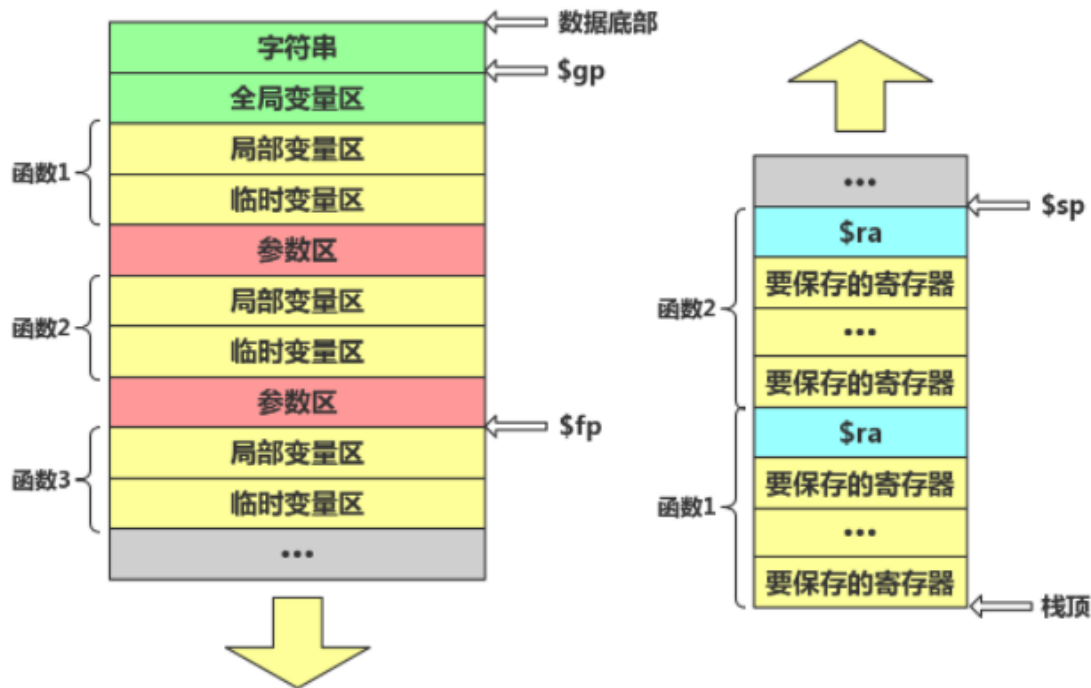 数据底部
字符串
$gp
全局变量区
函数1
局部变量区
临时变量区
参数区
函数2
局部变量区
临时变量区
参数区
$fp
函数3
局部变量区
临时变量区
...
...
$sp
函数2
$ra
要保存的寄存器
...
要保存的寄存器
函数1
$ra
要保存的寄存器
...
要保存的寄存器
栈顶